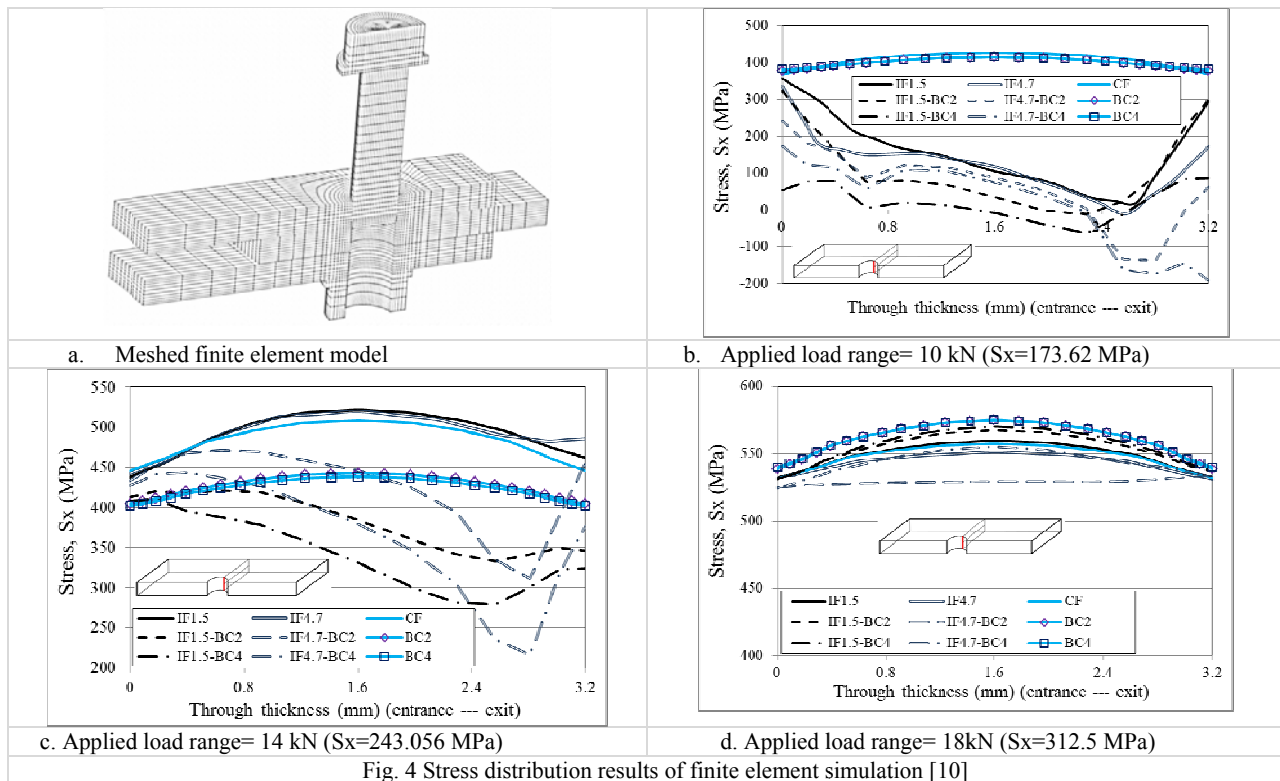 a. Meshed finite element model
500
400
300
200
100
0
-100
-200
Stress, Sx (MPa)
IF1.5 IF4.7 CF
IF1.5-BC2 IF4.7-BC2 BC2
IF1.5-BC4 IF4.7-BC4 BC4
0 0.8 1.6 2.4 3.2
Through thickness (mm) (entrance --- exit)
b. Applied load range= 10 kN (Sx=173.62 MPa)
550
500
450
400
350
300
250
200
Stress, Sx (MPa)
IF1.5 IF4.7 CF
IF1.5-BC2 IF4.7-BC2 BC2
IF1.5-BC4 IF4.7-BC4 BC4
0 0.8 1.6 2.4 3.2
Through thickness (mm) (entrance --- exit)
c. Applied load range= 14 kN (Sx=243.056 MPa)
600
550
500
450
400
Stress, Sx (MPa)
IF1.5 IF4.7 CF
IF1.5-BC2 IF4.7-BC2 BC2
IF1.5-BC4 IF4.7-BC4 BC4
0 0.8 1.6 2.4 3.2
Through thickness (mm) (entrance --- exit)
d. Applied load range= 18kN (Sx=312.5 MPa)
Fig. 4 Stress distribution results of finite element simulation [10]